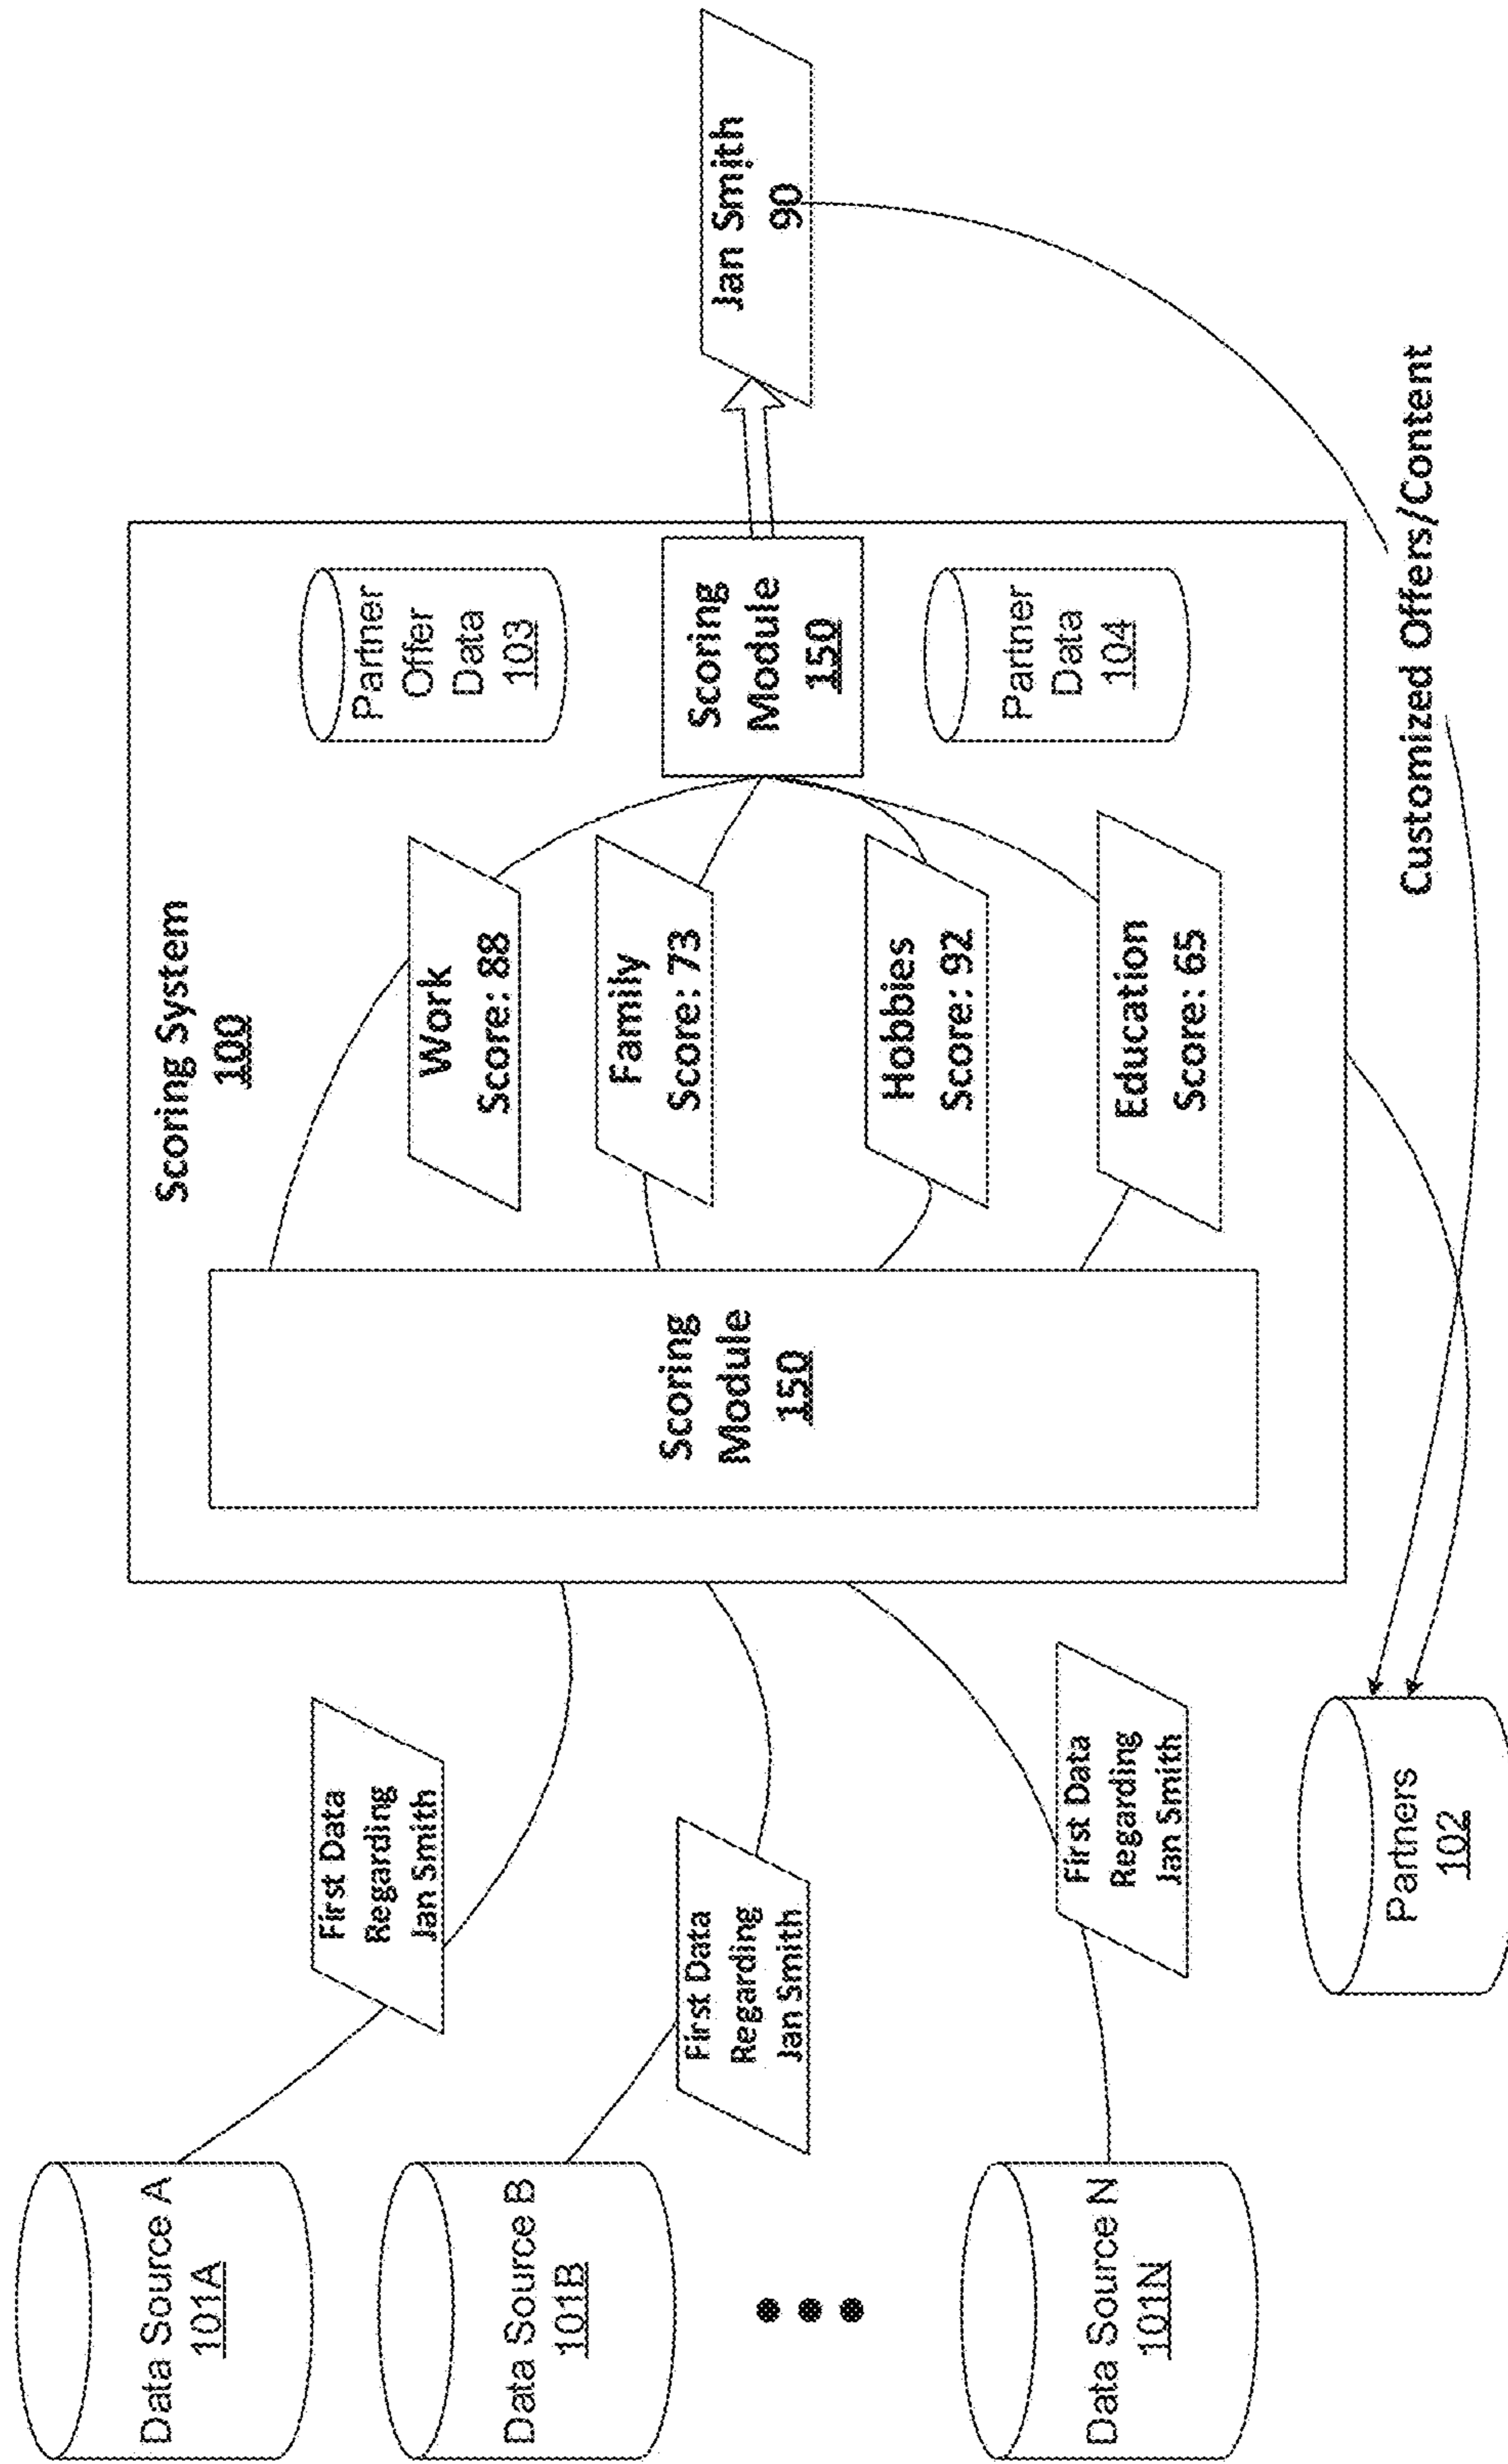 Data Source A
101A
Data Source B
101B
Data Source N
101N
First Data
Regarding
Jan Smith
First Data
Regarding
Jan Smith
First Data
Regarding
Jan Smith
Partners
102
Scoring System
100
Scoring
Module
150
Work
Score: 88
Family
Score: 73
Hobbies
Score: 92
Education
Score: 65
Partner
Offer
Data
103
Scoring
Module
150
Partner
Data
104
Jan Smith
90
Customized Offers/Content